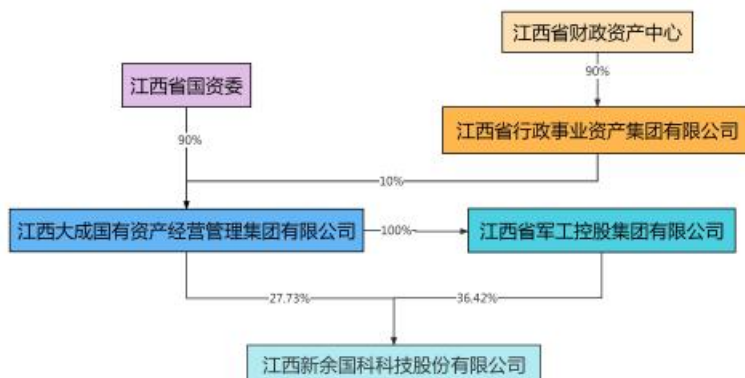 江西省财政资产中心
90%
江西省国资委
江西省行政事业资产集团有限公司
90%
10%
江西大成国有资产经营管理集团有限公司
100%
江西省军工控股集团有限公司
27.73%
36.42%
江西新余国科科技股份有限公司